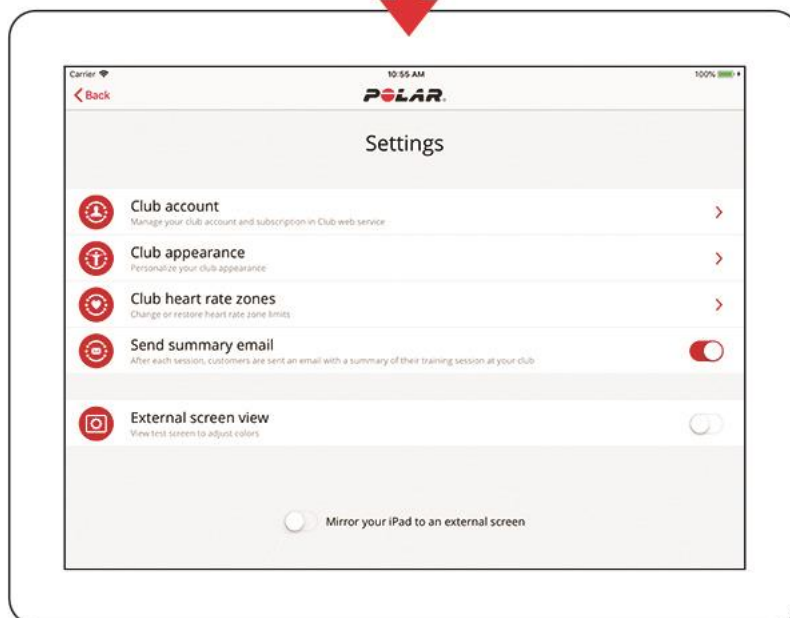 Carrier
10:55 AM
100%
Back
POLAR
Settings
Club account
Manage your club account and subscription in Club web service
Club appearance
Personalize your club appearance
Club heart rate zones
Change or restore heart rate zone limits
Send summary email
After each session, customers are sent an email with a summary of their training session at your club
External screen view
View test screen to adjust colors
Mirror your iPad to an external screen